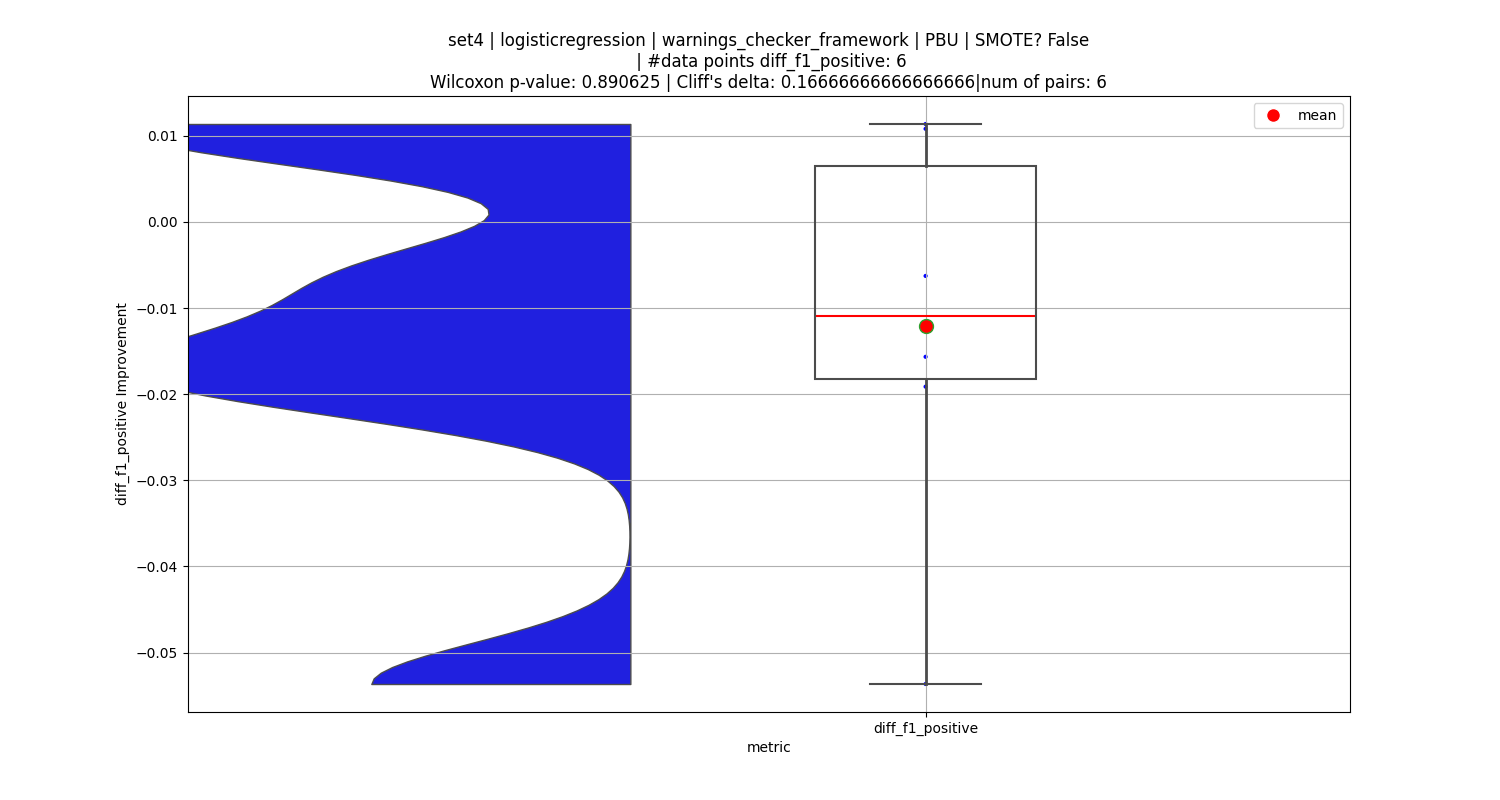 set4 | logisticregression | warnings_checker_framework | PBU | SMOTE? False
| #data points diff_f1_positive: 6
Wilcoxon p-value: 0.890625 | Cliff's delta: 0.16666666666666666|num of pairs: 6
mean
0.01
0.00
−0.01
−0.02
−0.03
−0.04
−0.05
diff_f1_positive Improvement
diff_f1_positive
metric